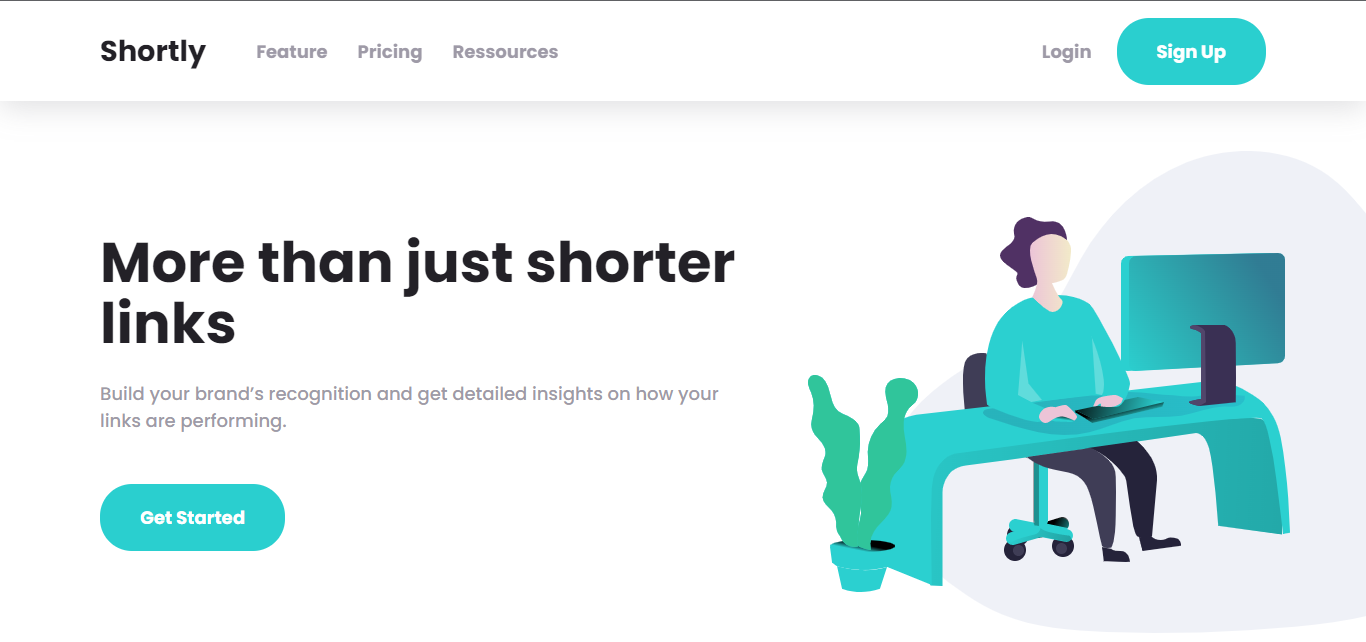 Shortly Feature Pricing Ressources Login Sign Up
More than just shorter
links
Build your brand’s recognition and get detailed insights on how your
links are performing.
Get Started